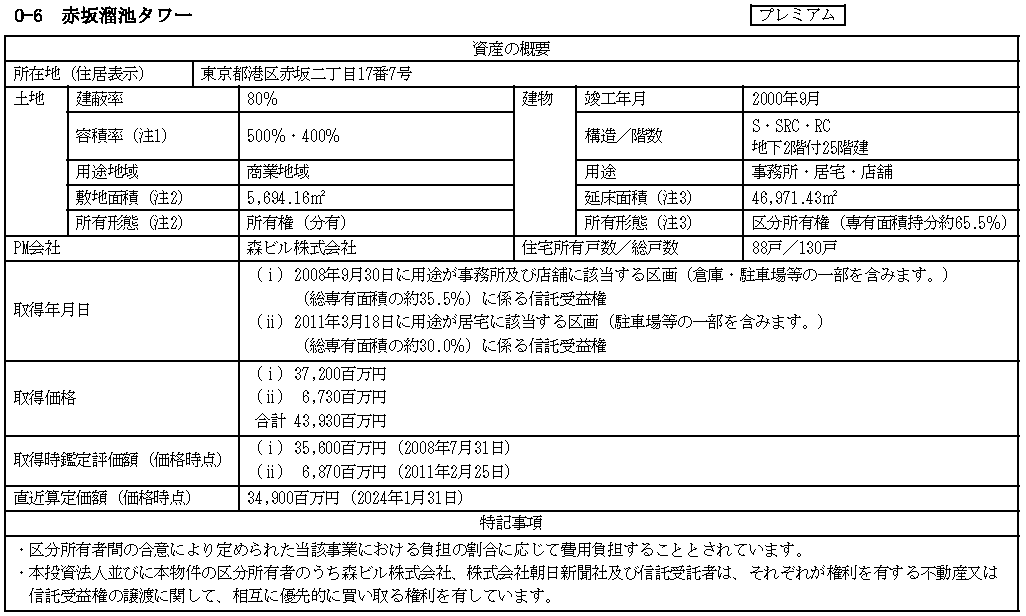 O-6 赤坂溜池タワー
プレミアム
資産の概要
所在地（住居表示） 東京都港区赤坂二丁目17番7号
土地 建蔽率 80% 建物 竣工年月 2000年9月
容積率（注1） 500%・400% 構造／階数 S・SRC・RC
地下2階付25階建
用途地域 商業地域 用途 事務所・居宅・店舗
敷地面積（注2） 5,694.16㎡ 延床面積（注3） 46,971.43㎡
所有形態（注2） 所有権（分有） 所有形態（注3） 区分所有権（専有面積持分約65.5%）
PM会社 森ビル株式会社 住宅所有戸数／総戸数 88戸／130戸
取得年月日
（ⅰ）2008年9月30日に用途が事務所及び店舗に該当する区画（倉庫・駐車場等の一部を含みます。）
（総専有面積の約35.5%）に係る信託受益権
（ⅱ）2011年3月18日に用途が居宅に該当する区画（駐車場等の一部を含みます。）
（総専有面積の約30.0%）に係る信託受益権
取得価格
（ⅰ）37,200百万円
（ⅱ） 6,730百万円
合計 43,930百万円
取得時鑑定評価額（価格時点）
（ⅰ）35,600百万円（2008年7月31日）
（ⅱ） 6,870百万円（2011年2月25日）
直近算定価額（価格時点） 34,900百万円（2024年1月31日）
特記事項
・区分所有者間の合意により定められた当該事業における負担の割合に応じて費用負担することとされています。
・本投資法人並びに本物件の区分所有者のうち森ビル株式会社、株式会社朝日新聞社及び信託受託者は、それぞれが権利を有する不動産又は
信託受益権の譲渡に関して、相互に優先的に買い取る権利を有しています。